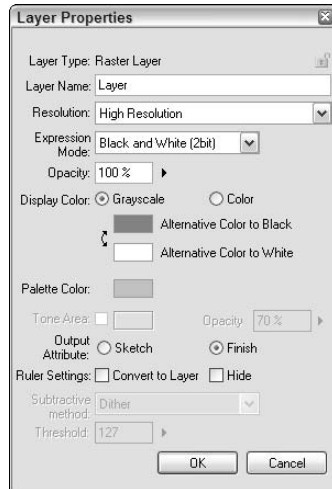 Layer Properties
Layer Type: Raster Layer
Layer Name: Layer
Resolution: High Resolution
Expression Mode: Black and White (2bit)
Opacity: 100 %
Display Color: Grayscale Color
Alternative Color to Black
Alternative Color to White
Palette Color:
Tone Area: Opacity 70 %
Output Attribute: Sketch Finish
Ruler Settings: Convert to Layer Hide
Subtractive method: Dither
Threshold: 127
OK Cancel